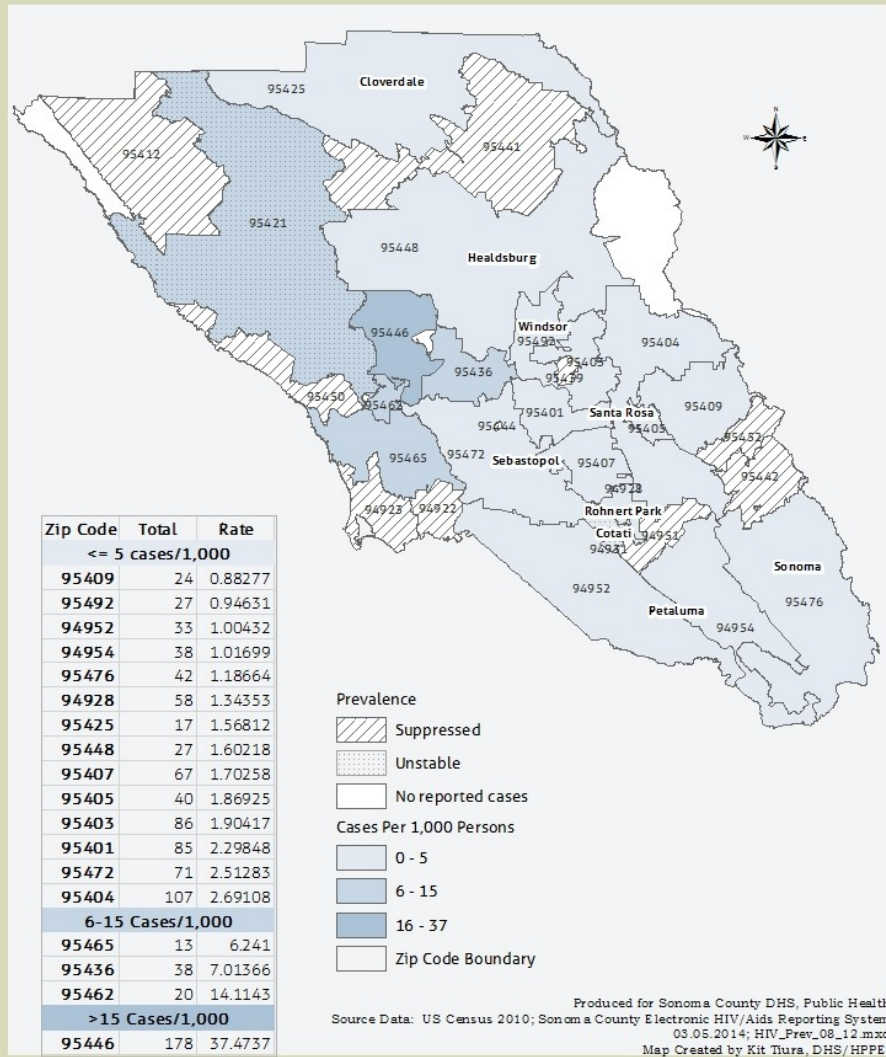 Cloverdale
95425
N
W
E
S
95412
95441
95421
95448
Healdsburg
Windsor
95446
95492
95404
95403
95436
95439
95450
95462
95409
95401
Santa Rosa
95444
95405
95452
95465
95472
Sebastopol
95407
95442
94928
94923
94922
Rohnert Park
Cotati
94951
94931
Sonoma
94952
95476
Petaluma
94954
Zip Code Total Rate
<= 5 cases/1,000
95409 24 0.88277
95492 27 0.94631
94952 33 1.00432
94954 38 1.01699
95476 42 1.18664
94928 58 1.34353
95425 17 1.56812
95448 27 1.60218
95407 67 1.70258
95405 40 1.86925
95403 86 1.90417
95401 85 2.29848
95472 71 2.51283
95404 107 2.69108
6-15 Cases/1,000
95465 13 6.241
95436 38 7.01366
95462 20 14.1143
>15 Cases/1,000
95446 178 37.4737
Prevalence
Suppressed
Unstable
No reported cases
Cases Per 1,000 Persons
0 - 5
6 - 15
16 - 37
Zip Code Boundary
Produced for Sonoma County DHS, Public Health
Source Data: US Census 2010; Sonoma County Electronic HIV/Aids Reporting System
03.05.2014; HIV_Prev_08_12.mxd
Map Created by Kit Tiura, DHS/HPPE